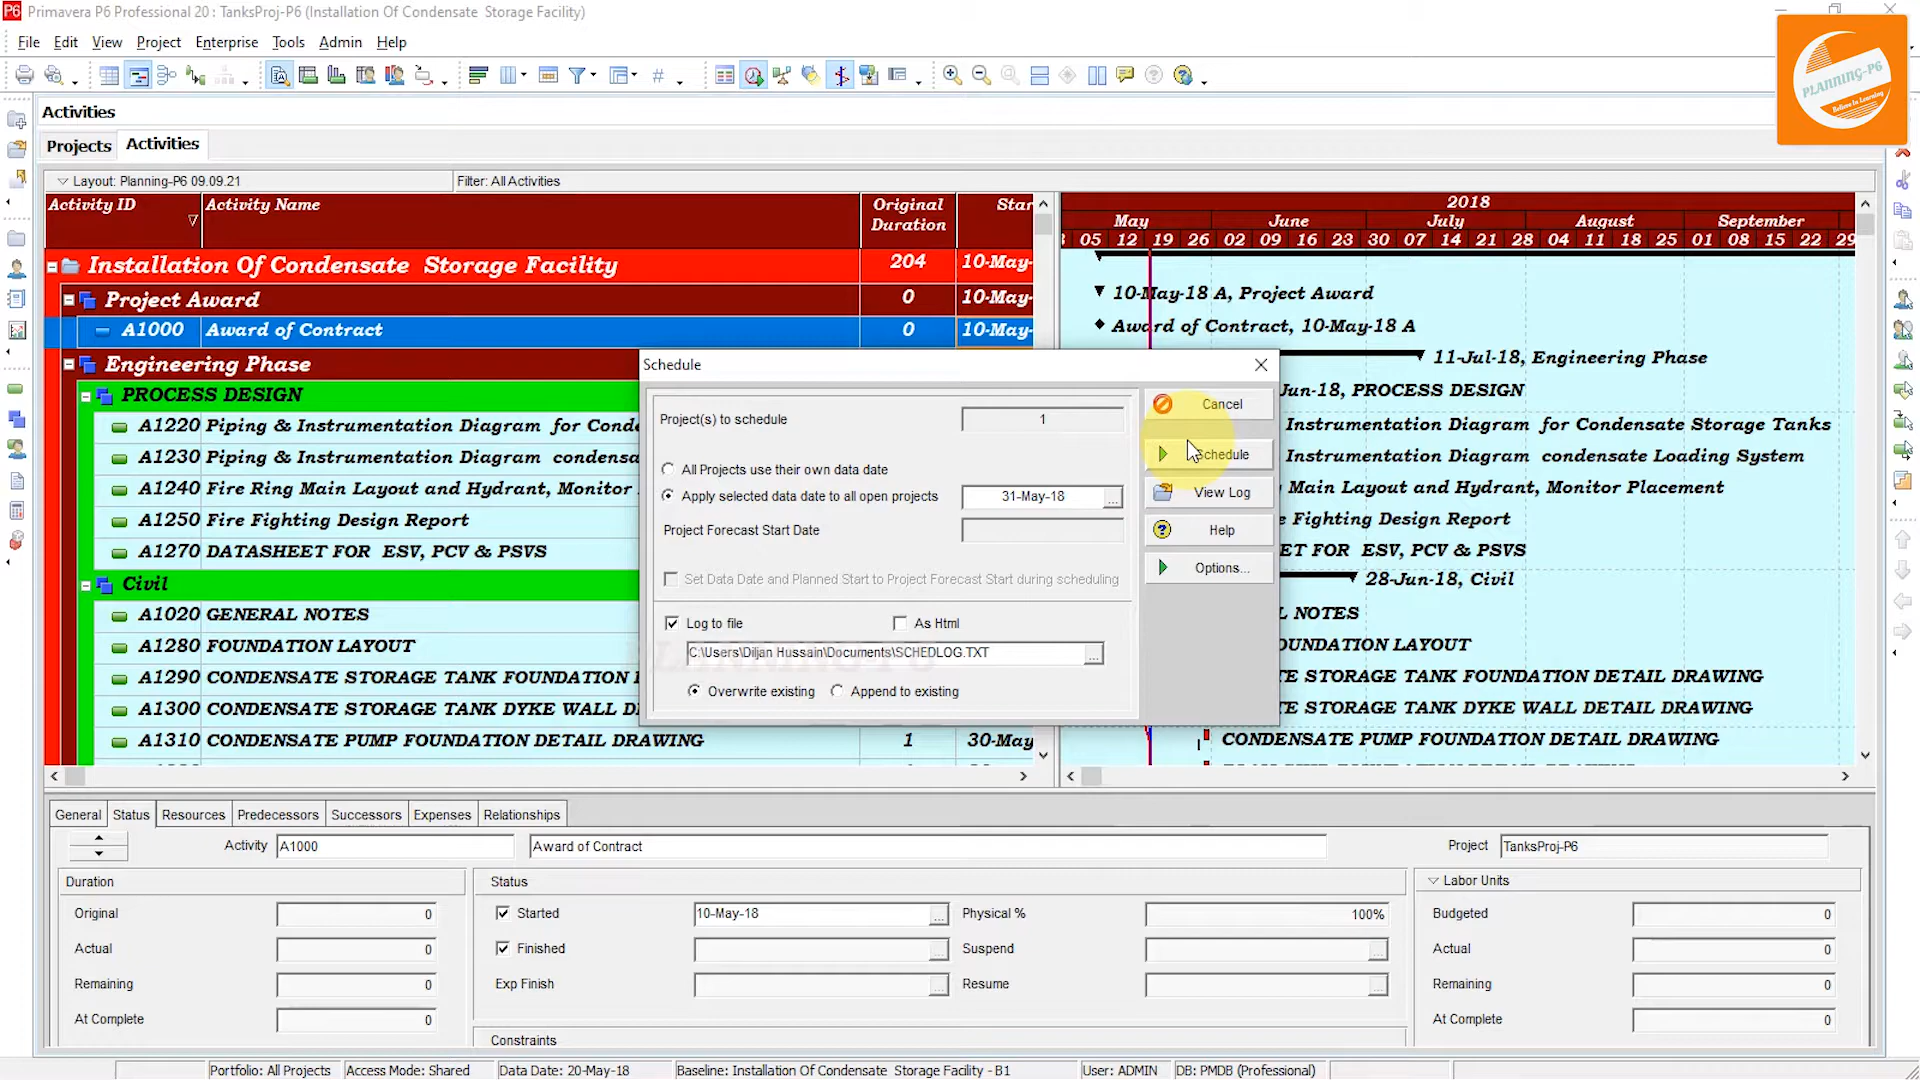 Primavera P6 Professional 20 : TanksProj-P6 (Installation Of Condensate  Storage Facility)
File Edit View Project Enterprise Tools Admin Help
PLANNING-P6
Believe In Learning
Activities
Projects Activities
Layout: Planning-P6 09.09.21 Filter: All Activities
Activity ID Activity Name Original Duration Star
2018
May June July August September
05 12 19 26 02 09 16 23 30 07 14 21 28 04 11 18 25 01 08 15 22 29
Installation Of Condensate  Storage Facility 204 10-May-
Project Award 0 10-May-
10-May-18 A, Project Award
A1000 Award of Contract 0 10-May-
Award of Contract, 10-May-18 A
Engineering Phase
11-Jul-18, Engineering Phase
PROCESS DESIGN
Jun-18, PROCESS DESIGN
A1220 Piping & Instrumentation Diagram  for Conde
Instrumentation Diagram  for Condensate Storage Tanks
A1230 Piping & Instrumentation Diagram  condensa
Instrumentation Diagram  condensate Loading System
A1240 Fire Ring Main Layout and Hydrant, Monitor
Main Layout and Hydrant, Monitor Placement
A1250 Fire Fighting Design Report
e Fighting Design Report
A1270 DATASHEET FOR  ESV, PCV & PSVS
ET FOR  ESV, PCV & PSVS
Civil
28-Jun-18, Civil
A1020 GENERAL NOTES
L NOTES
A1280 FOUNDATION LAYOUT
OUNDATION LAYOUT
A1290 CONDENSATE STORAGE TANK FOUNDATION
TE STORAGE TANK FOUNDATION DETAIL DRAWING
A1300 CONDENSATE STORAGE TANK DYKE WALL D
TE STORAGE TANK DYKE WALL DETAIL DRAWING
A1310 CONDENSATE PUMP FOUNDATION DETAIL DRAWING 1 30-May
CONDENSATE PUMP FOUNDATION DETAIL DRAWING
Schedule
Project(s) to schedule 1
All Projects use their own data date
Apply selected data date to all open projects 31-May-18 ...
Project Forecast Start Date
Set Data Date and Planned Start to Project Forecast Start during scheduling
Log to file As Html
C:\Users\Diljan Hussain\Documents\SCHEDLOG.TXT ...
Overwrite existing Append to existing
Cancel
Schedule
View Log
Help
Options...
General Status Resources Predecessors Successors Expenses Relationships
Activity A1000 Award of Contract Project TanksProj-P6
Duration Status Labor Units
Original 0 Started 10-May-18 ... Physical % 100% Budgeted 0
Actual 0 Finished ... Suspend ... Actual 0
Remaining 0 Exp Finish ... Resume ... Remaining 0
At Complete 0 At Complete 0
Constraints
Portfolio: All Projects Access Mode: Shared Data Date: 20-May-18 Baseline: Installation Of Condensate  Storage Facility - B1 User: ADMIN DB: PMDB (Professional)